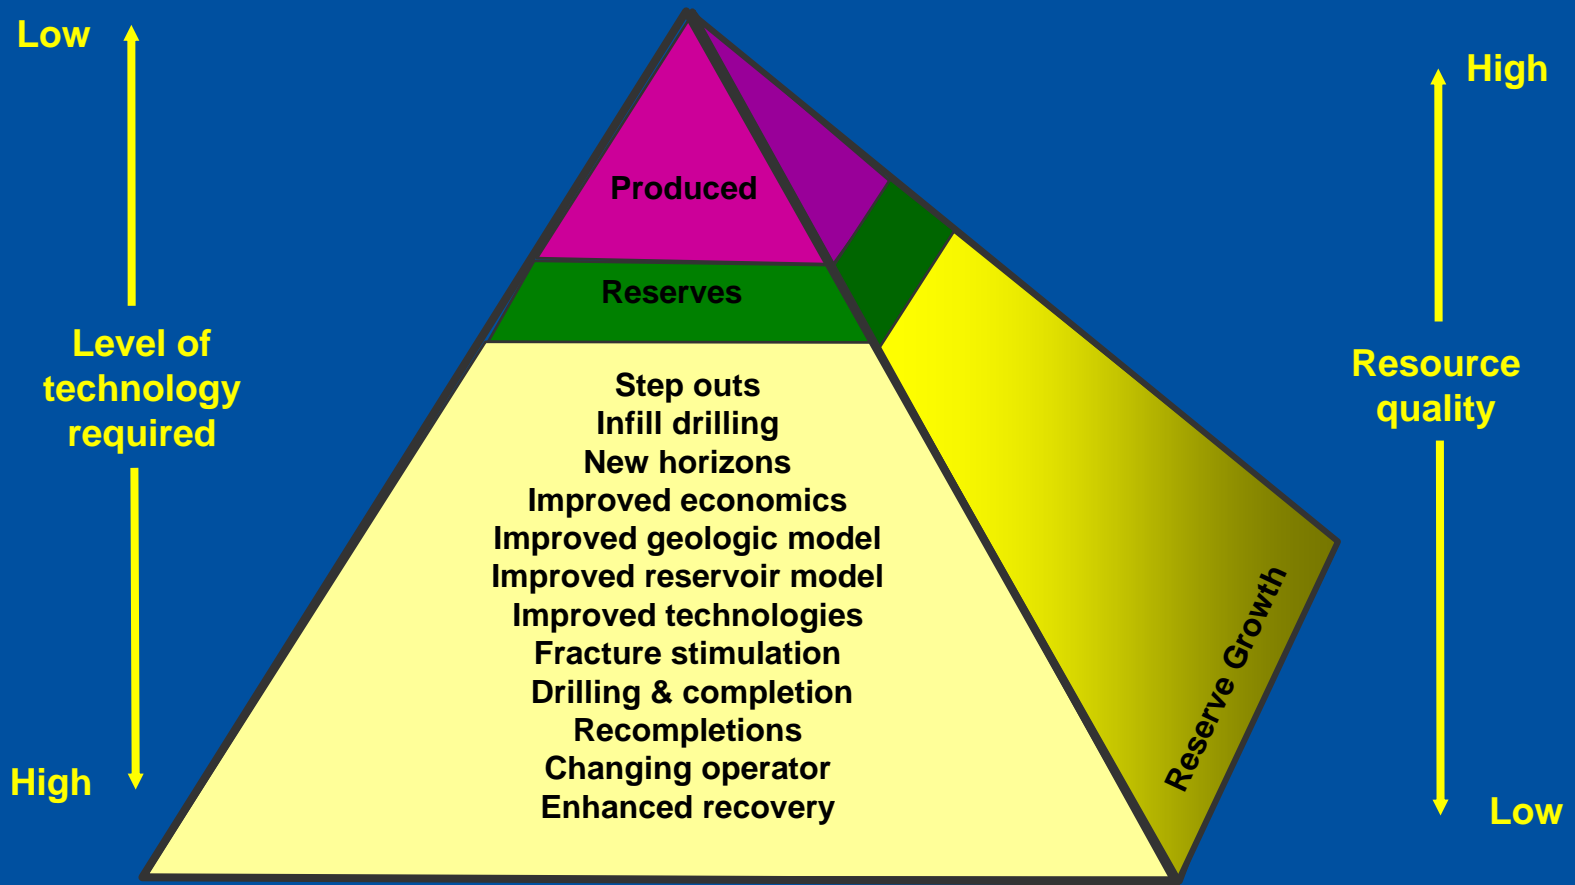 Low
High
Produced
Reserves
Level of
technology
required
Resource
quality
Step outs
Infill drilling
New horizons
Improved economics
Improved geologic model
Improved reservoir model
Improved technologies
Fracture stimulation
Drilling & completion
Recompletions
Changing operator
Enhanced recovery
Reserve Growth
High
Low